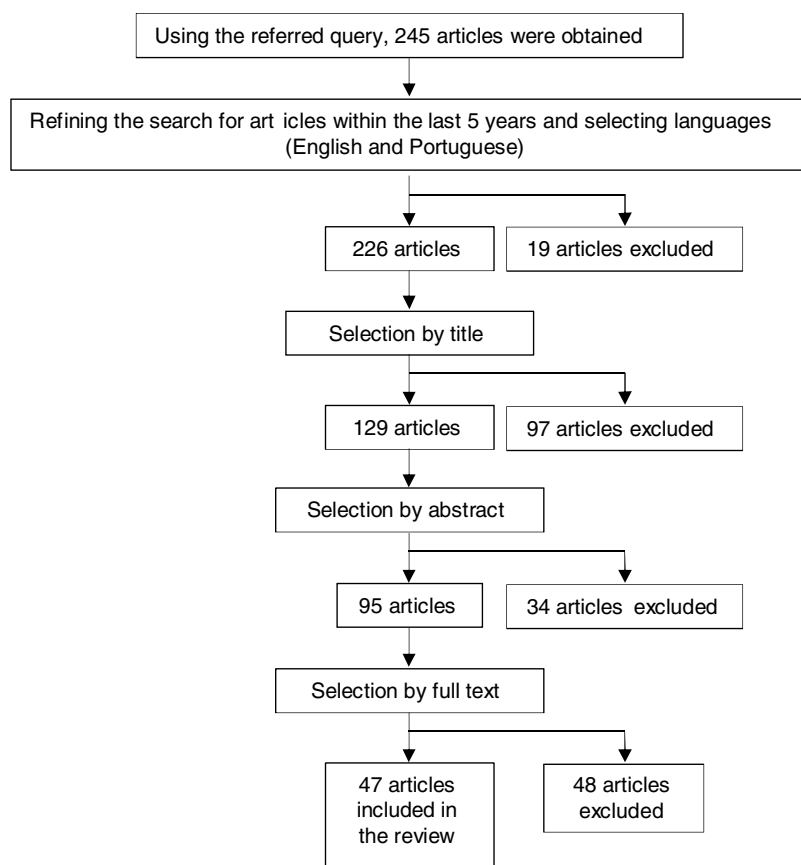 Using the referred query, 245 articles were obtained
Refining the search for art icles within the last 5 years and selecting languages
(English and Portuguese)
226 articles
19 articles excluded
Selection by title
129 articles
97 articles excluded
Selection by abstract
95 articles
34 articles excluded
Selection by full text
47 articles
included in
the review
48 articles
excluded